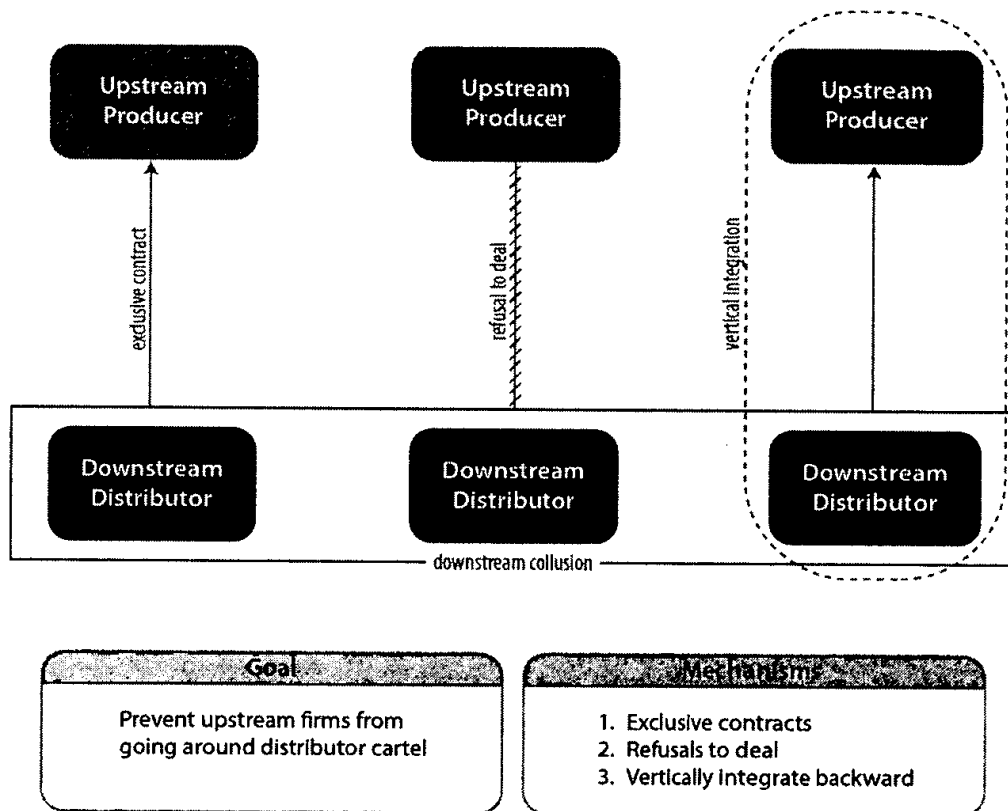 Upstream
Producer
Upstream
Producer
Upstream
Producer
exclusive contract
refusal to deal
vertical integration
Downstream
Distributor
Downstream
Distributor
Downstream
Distributor
downstream collusion
Goal
Prevent upstream firms from
going around distributor cartel
Mechanisms
1. Exclusive contracts
2. Refusals to deal
3. Vertically integrate backward